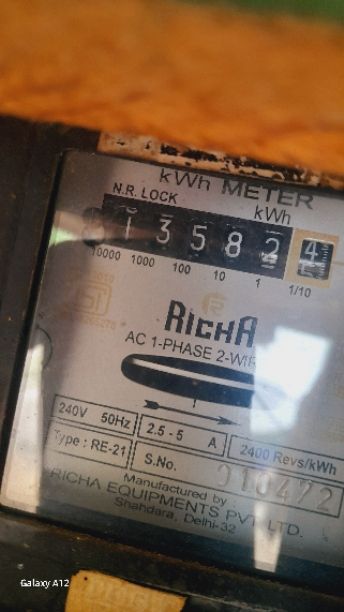 kWh METER
N.R. LOCK
kWh
1 3 5 8 2 4
10000 1000 100 10 1 1/10
RICHA
AC 1-PHASE 2-WIR
240V 50Hz
2.5 - 5 A.
2400 Revs/kWh
Type : RE-21
S.No.
910472
Manufactured by
RICHA EQUIPMENTS PVT. LTD.
Shahdara, Delhi-32
Galaxy A12